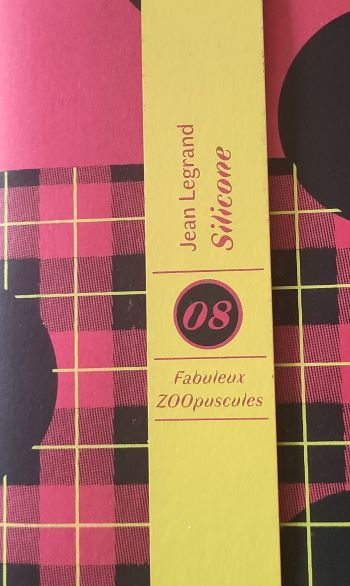 Jean Legrand
Silicone
08
Fabuleux
ZOOpuscules